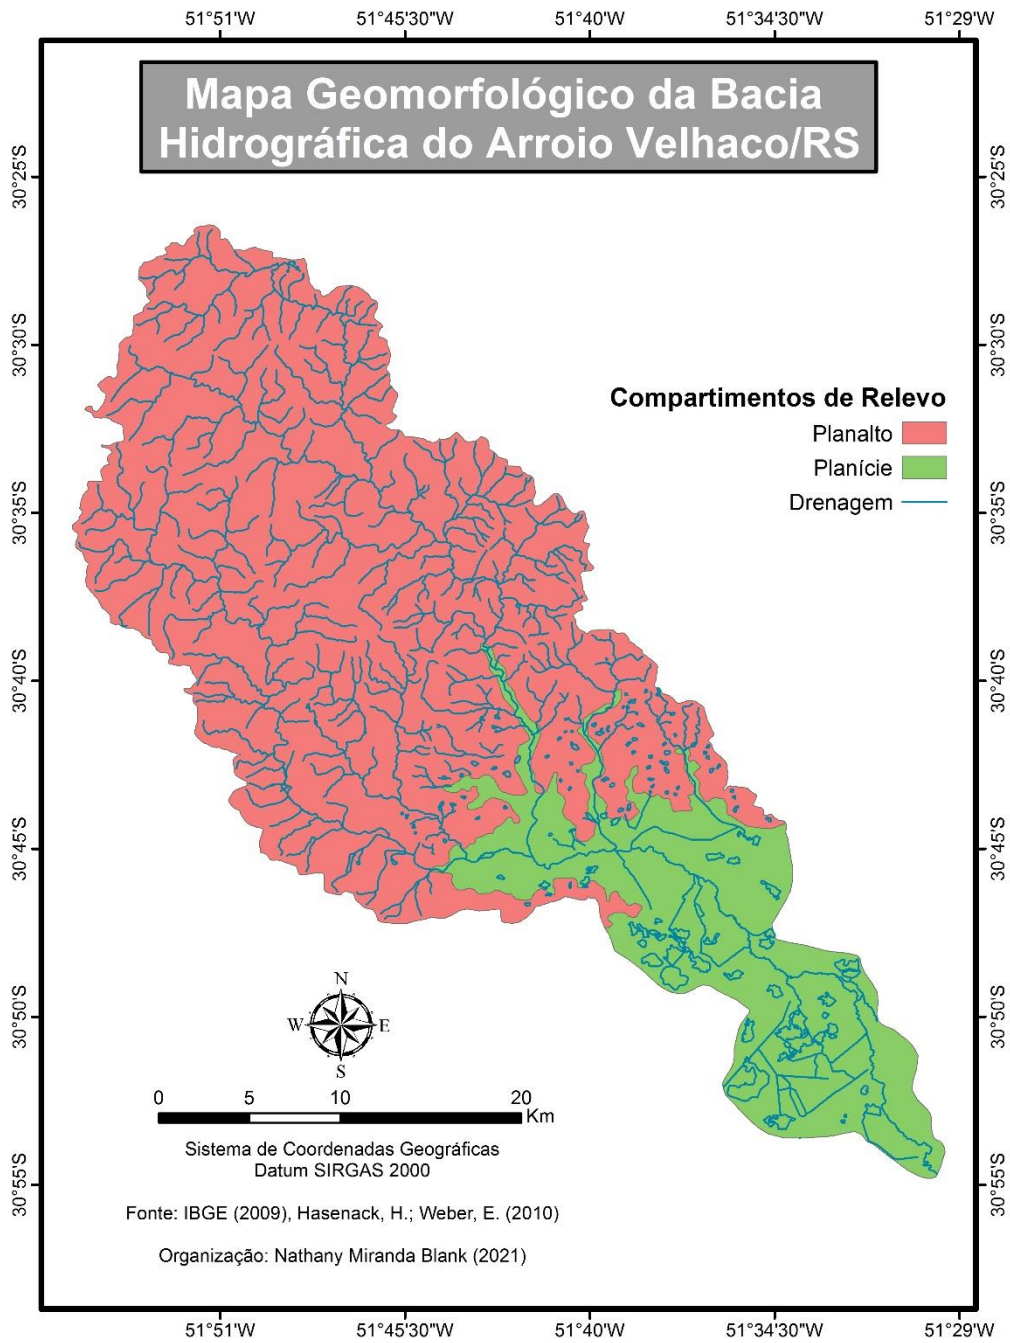 51°51'W 51°45'30"W 51°40'W 51°34'30"W 51°29'W
Mapa Geomorfológico da Bacia
Hidrográfica do Arroio Velhaco/RS
30°25'S 30°25'S
30°30'S 30°30'S
Compartimentos de Relevo
Planalto
Planície
Drenagem
30°35'S 30°35'S
30°40'S 30°40'S
30°45'S 30°45'S
N
W E
S
30°50'S 30°50'S
0 5 10 20
Km
Sistema de Coordenadas Geográficas
Datum SIRGAS 2000
30°55'S 30°55'S
Fonte: IBGE (2009), Hasenack, H.; Weber, E. (2010)
Organização: Nathany Miranda Blank (2021)
51°51'W 51°45'30"W 51°40'W 51°34'30"W 51°29'W